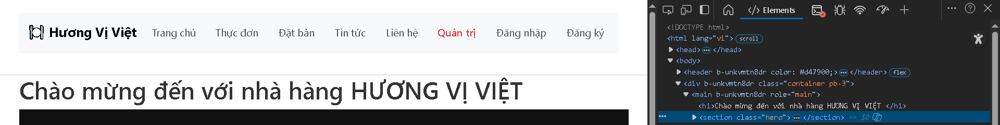 Hương Vị Việt Trang chủ Thực đơn Đặt bàn Tin tức Liên hệ Quản trị Đăng nhập Đăng ký
Chào mừng đến với nhà hàng HƯƠNG VỊ VIỆT
Elements
<!DOCTYPE html>
<html lang="vi"> scroll
<head> ••• </head>
<body>
<header b-unkvmtn8dr color: #d47900;> ••• </header> flex
<div b-unkvmtn8dr class="container pb-3">
<main b-unkvmtn8dr role="main">
<h1>Chào mừng đến với nhà hàng HƯƠNG VỊ VIỆT </h1>
••• <section class="hero"> ••• </section> == $0